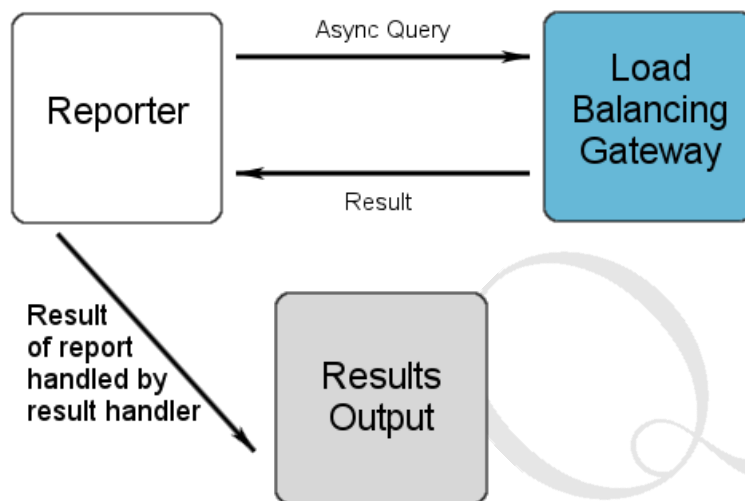 Async Query
Reporter
Load
Balancing
Gateway
Result
Result
of report
handled by
result handler
Results
Output